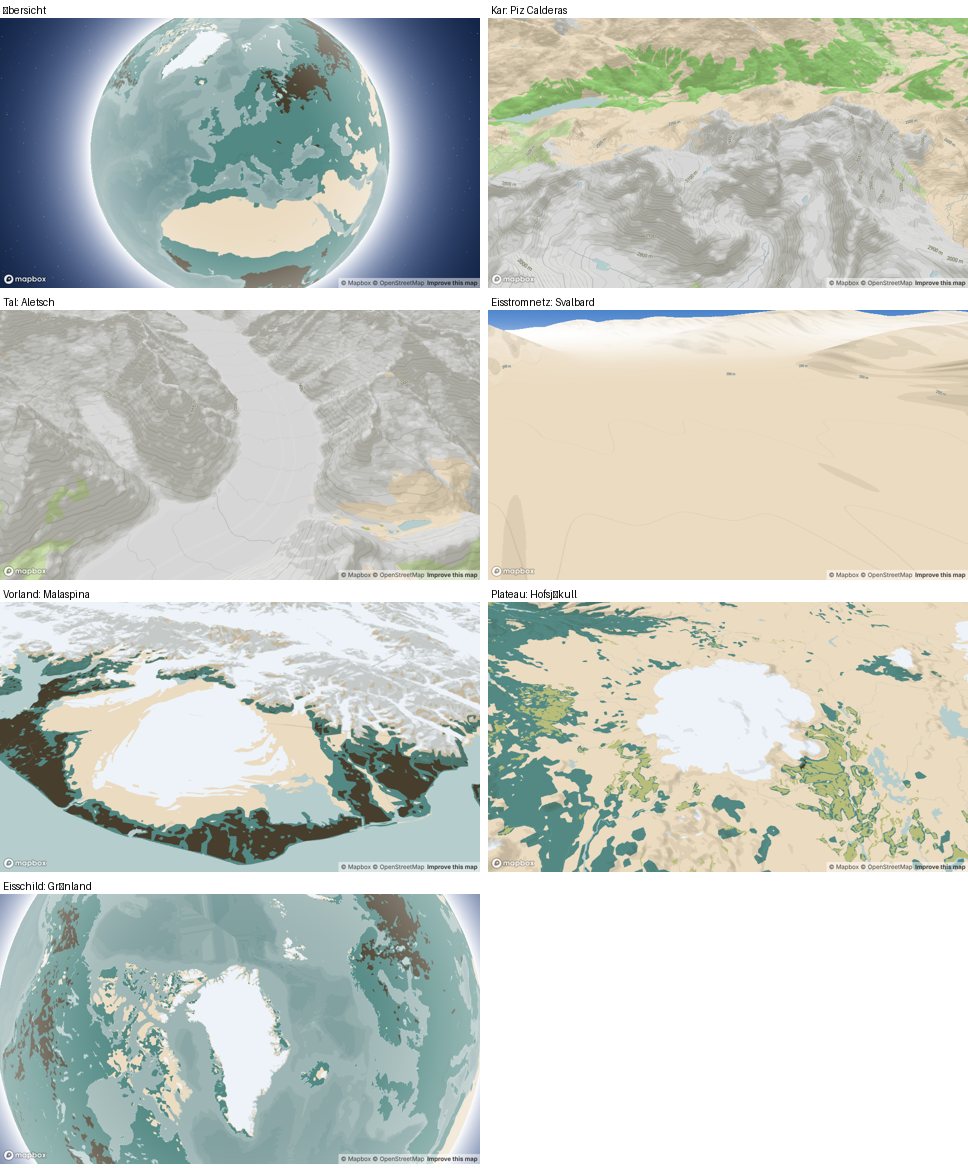 ▯bersicht
Kar: Piz Calderas
mapbox
© Mapbox © OpenStreetMap Improve this map
mapbox
© Mapbox © OpenStreetMap Improve this map
Tal: Aletsch
Eisstromnetz: Svalbard
mapbox
© Mapbox © OpenStreetMap Improve this map
mapbox
© Mapbox © OpenStreetMap Improve this map
Vorland: Malaspina
Plateau: Hofsj▯kull
mapbox
© Mapbox © OpenStreetMap Improve this map
mapbox
© Mapbox © OpenStreetMap Improve this map
Eisschild: Gr▯nland
mapbox
© Mapbox © OpenStreetMap Improve this map